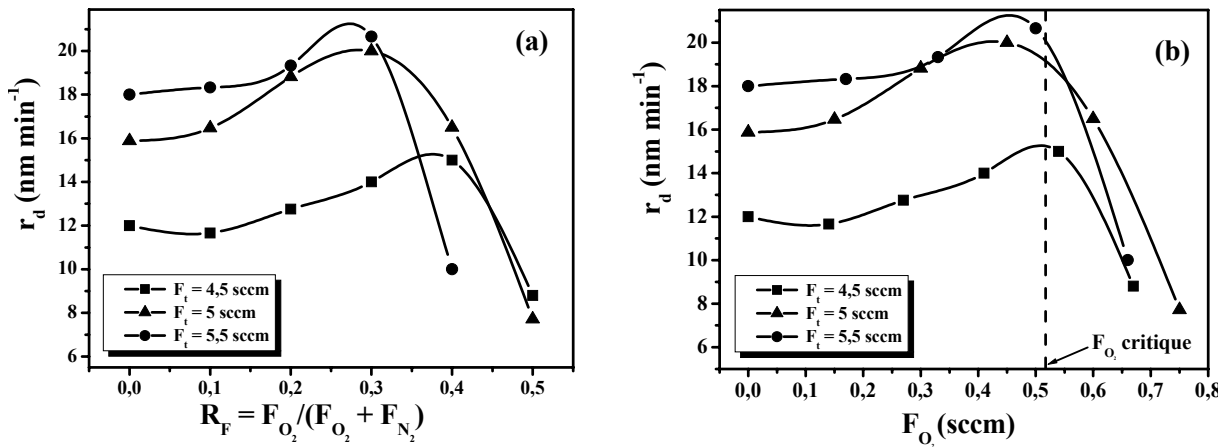 (a)
r_d (nm min⁻¹)
20
18
16
14
12
10
8
6
F_t = 4,5 sccm
F_t = 5 sccm
F_t = 5,5 sccm
0,0 0,1 0,2 0,3 0,4 0,5
R_F = F_O₂/(F_O₂ + F_N₂)
(b)
r_d (nm min⁻¹)
20
18
16
14
12
10
8
6
F_t = 4,5 sccm
F_t = 5 sccm
F_t = 5,5 sccm
F_O₂ critique
0,0 0,1 0,2 0,3 0,4 0,5 0,6 0,7 0,8
F_O₂ (sccm)